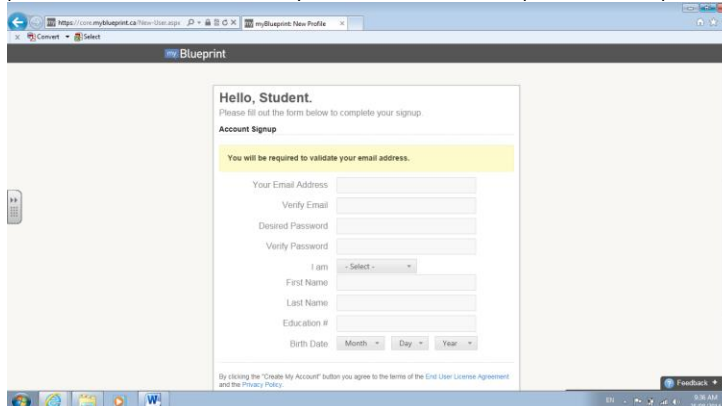 https://core.myblueprint.ca/New-User.aspx
myBlueprint: New Profile
Convert Select
my Blueprint
Hello, Student.
Please fill out the form below to complete your signup.
Account Signup
You will be required to validate your email address.
Your Email Address
Verify Email
Desired Password
Verify Password
I am - Select -
First Name
Last Name
Education #
Birth Date Month Day Year
By clicking the "Create My Account" button you agree to the terms of the End User License Agreement
and the Privacy Policy.
Feedback +
EN 9:36 AM